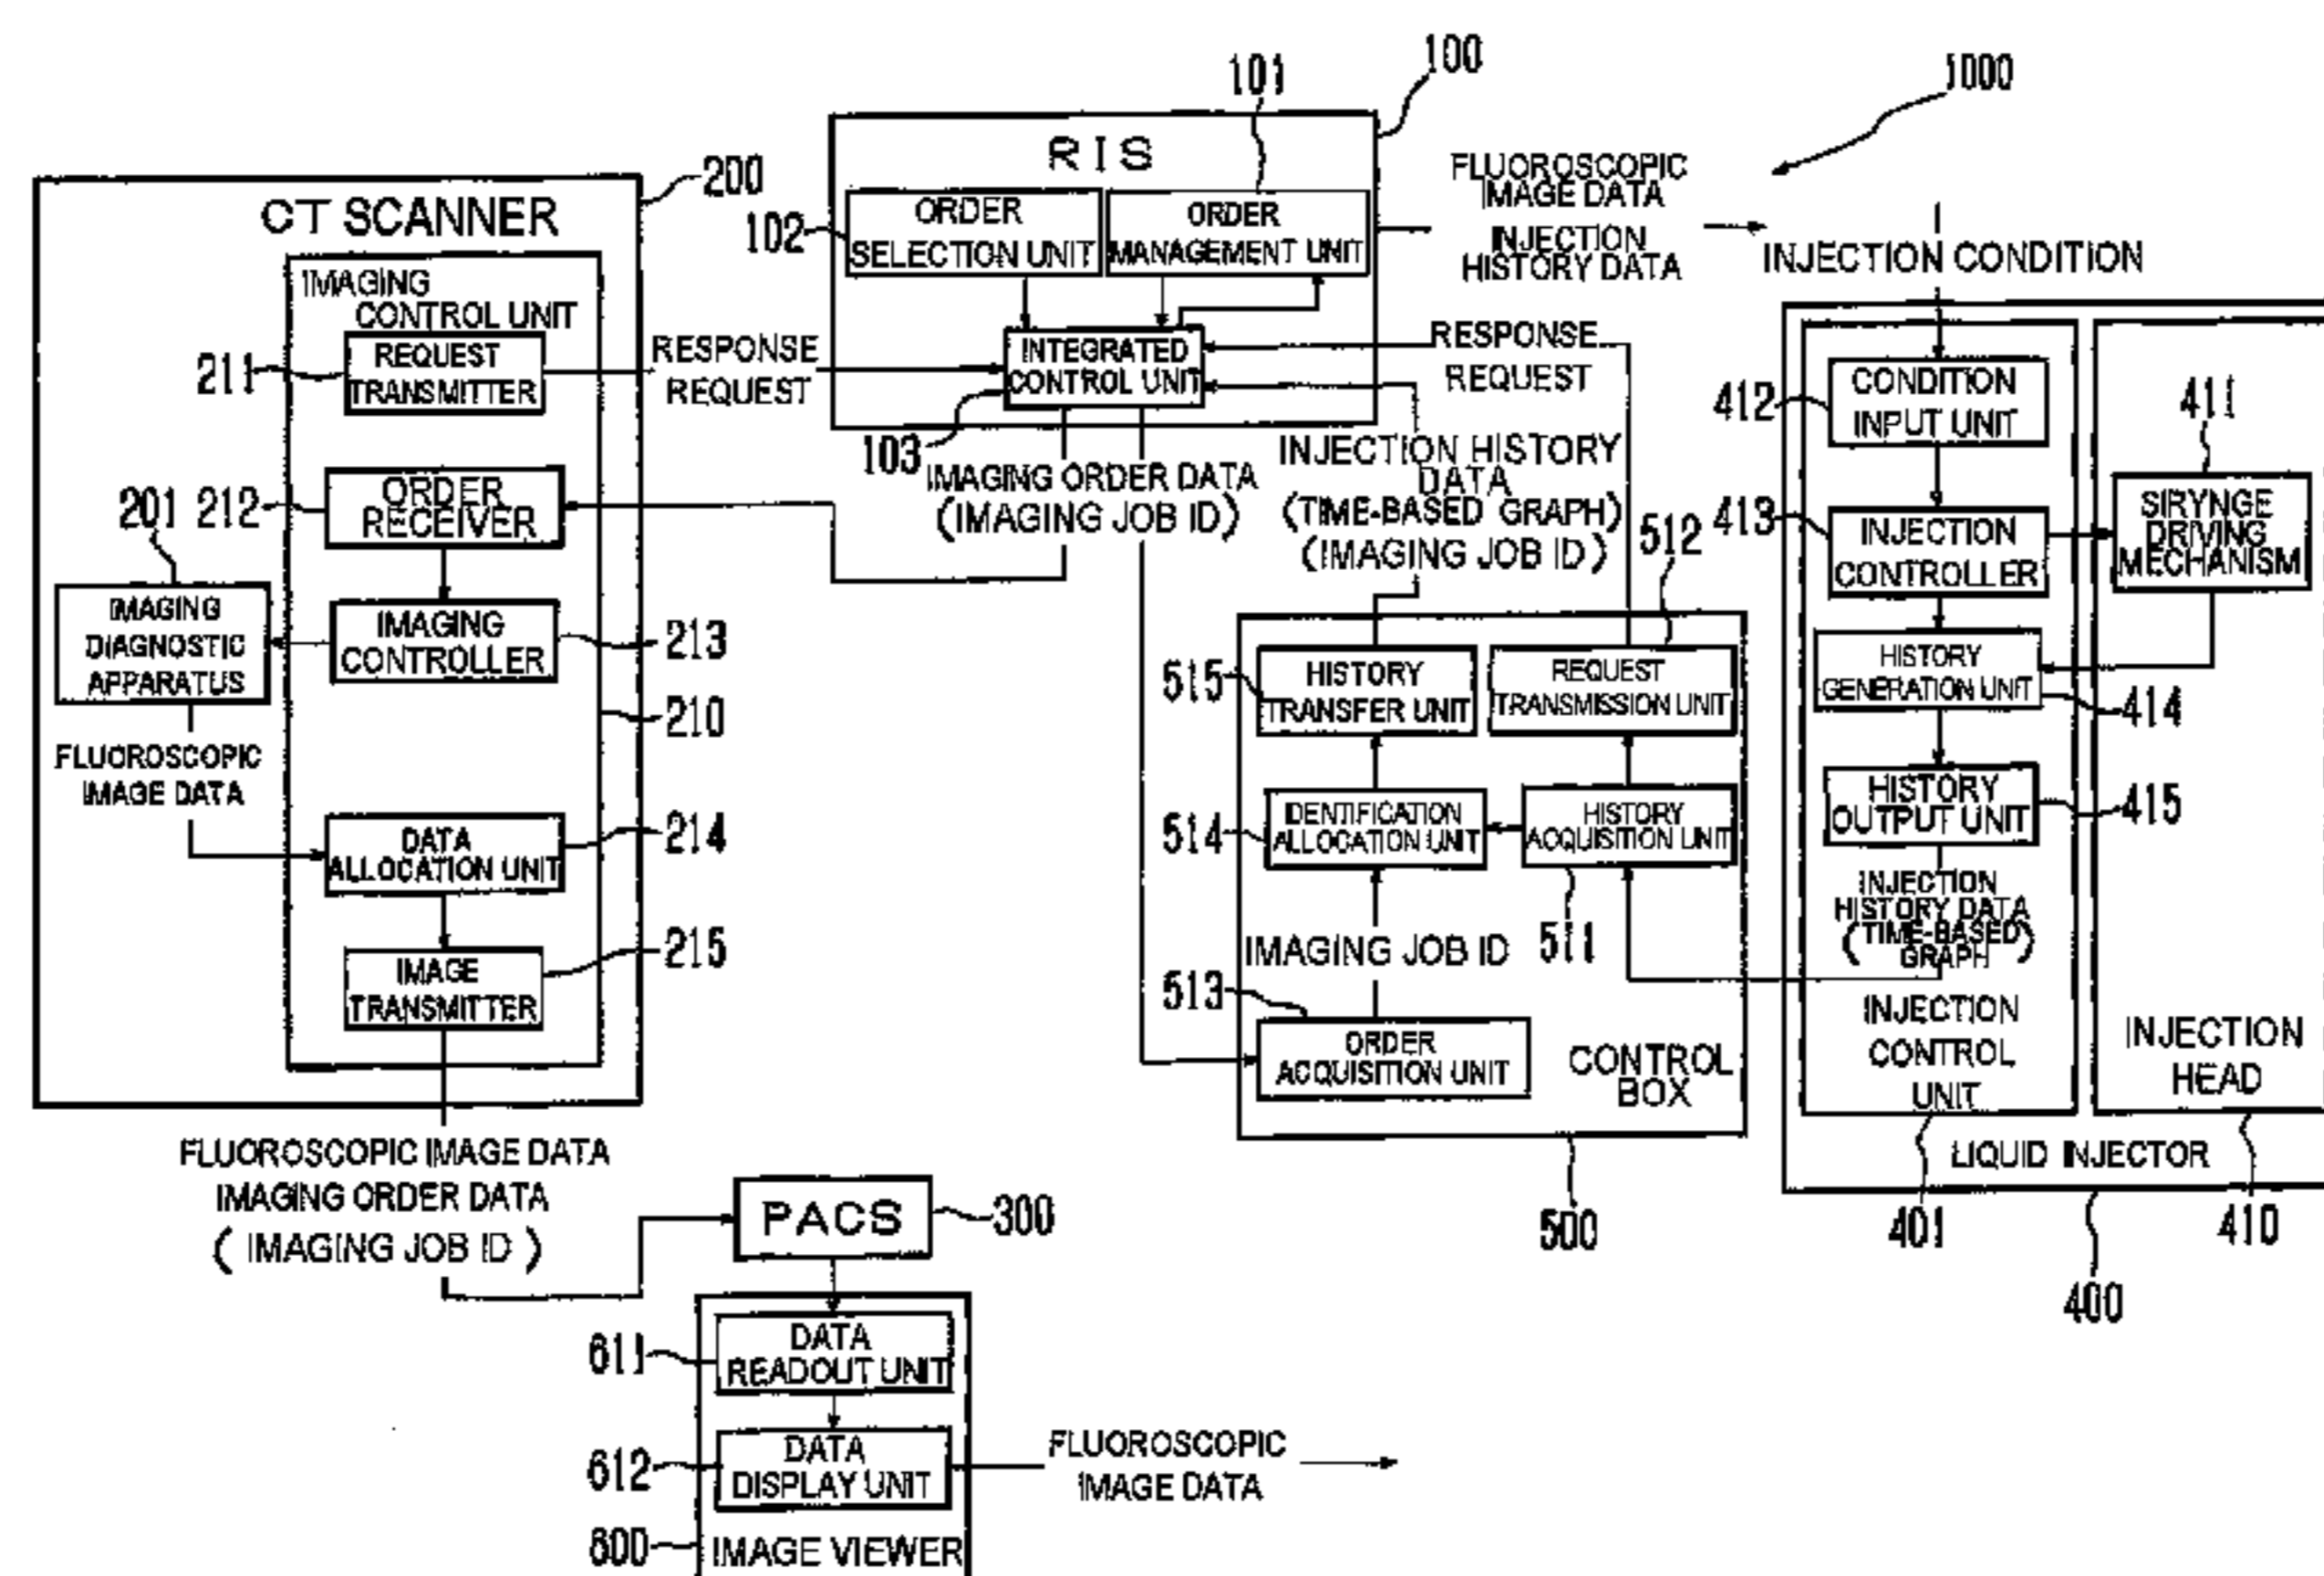 100
101
1000
RIS
200
CT SCANNER
102
ORDER
SELECTION UNIT
ORDER
MANAGEMENT UNIT
FLUOROSCOPIC
IMAGE DATA
INJECTION
HISTORY DATA
INJECTION CONDITION
IMAGING
CONTROL UNIT
211
REQUEST
TRANSMITTER
RESPONSE
REQUEST
INTEGRATED
CONTROL UNIT
103
RESPONSE
REQUEST
412
CONDITION
INPUT UNIT
411
SIRYNGE
DRIVING
MECHANISM
IMAGING ORDER DATA
(IMAGING JOB ID)
INJECTION HISTORY
DATA
(TIME-BASED GRAPH)
(IMAGING JOB ID)
512
413
INJECTION
CONTROLLER
201
212
ORDER
RECEIVER
IMAGING
DIAGNOSTIC
APPARATUS
IMAGING
CONTROLLER
213
210
515
HISTORY
TRANSFER UNIT
REQUEST
TRANSMISSION UNIT
HISTORY
GENERATION UNIT
414
FLUOROSCOPIC
IMAGE DATA
DATA
ALLOCATION UNIT
214
514
IDENTIFICATION
ALLOCATION UNIT
HISTORY
ACQUISITION UNIT
511
HISTORY
OUTPUT UNIT
415
INJECTION
HISTORY DATA
(TIME-BASED)
GRAPH
IMAGE
TRANSMITTER
215
IMAGING JOB ID
513
ORDER
ACQUISITION UNIT
CONTROL
BOX
500
INJECTION
CONTROL
UNIT
INJECTION
HEAD
LIQUID INJECTOR
401
410
400
FLUOROSCOPIC IMAGE DATA
IMAGING ORDER DATA
(IMAGING JOB ID)
PACS
300
611
DATA
READOUT UNIT
612
DATA
DISPLAY UNIT
FLUOROSCOPIC
IMAGE DATA
600
IMAGE VIEWER